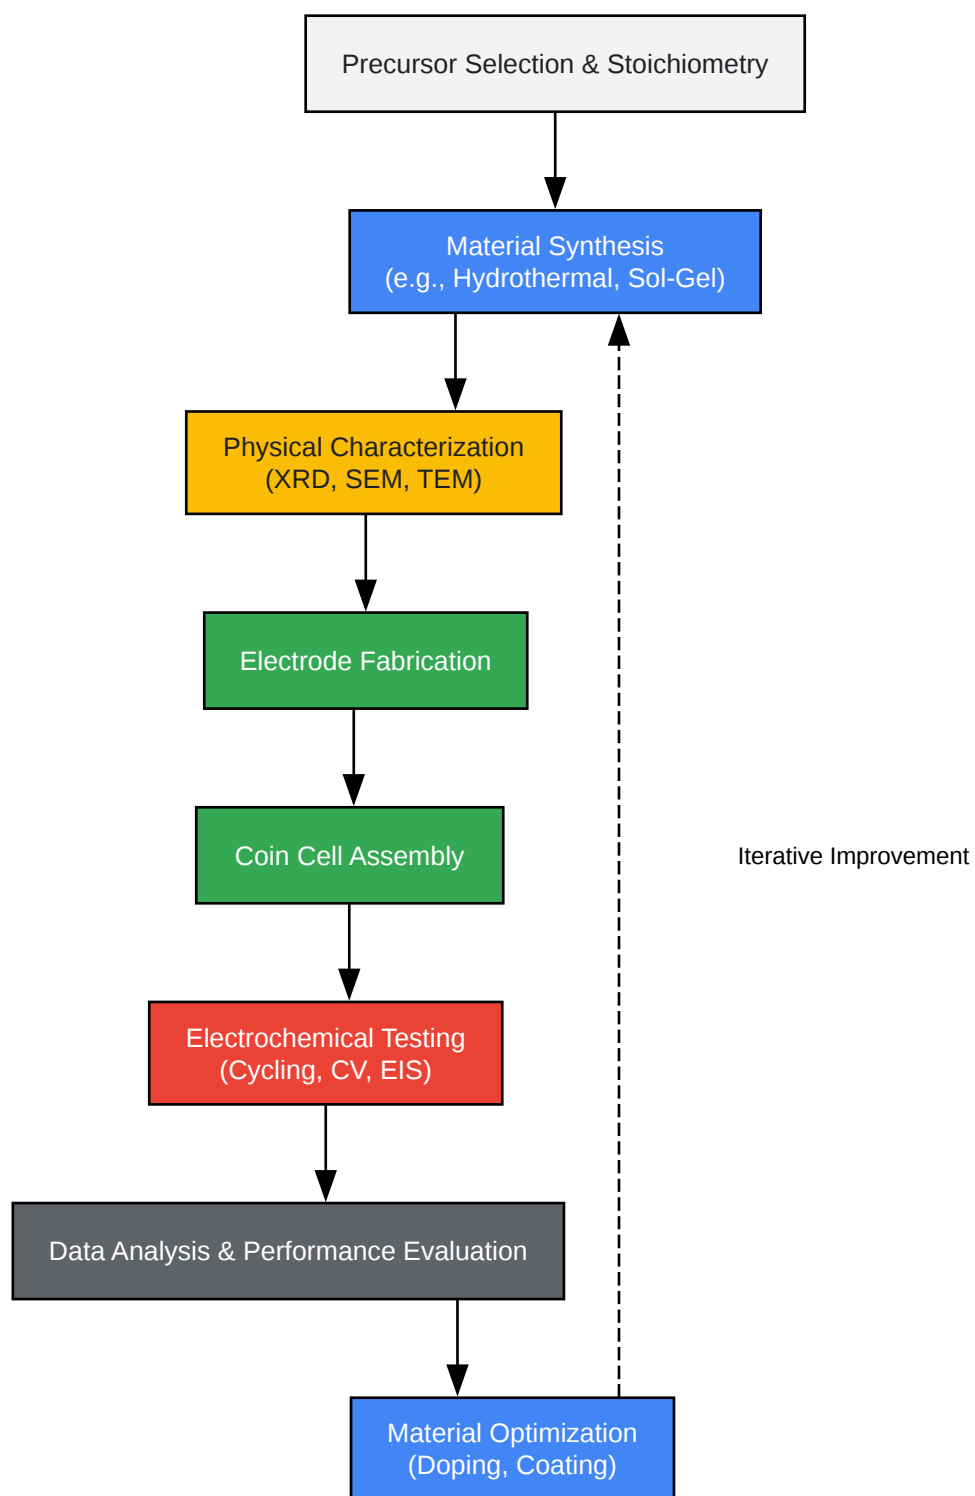 Precursor Selection & Stoichiometry
Material Synthesis
(e.g., Hydrothermal, Sol-Gel)
Physical Characterization
(XRD, SEM, TEM)
Electrode Fabrication
Coin Cell Assembly
Iterative Improvement
Electrochemical Testing
(Cycling, CV, EIS)
Data Analysis & Performance Evaluation
Material Optimization
(Doping, Coating)